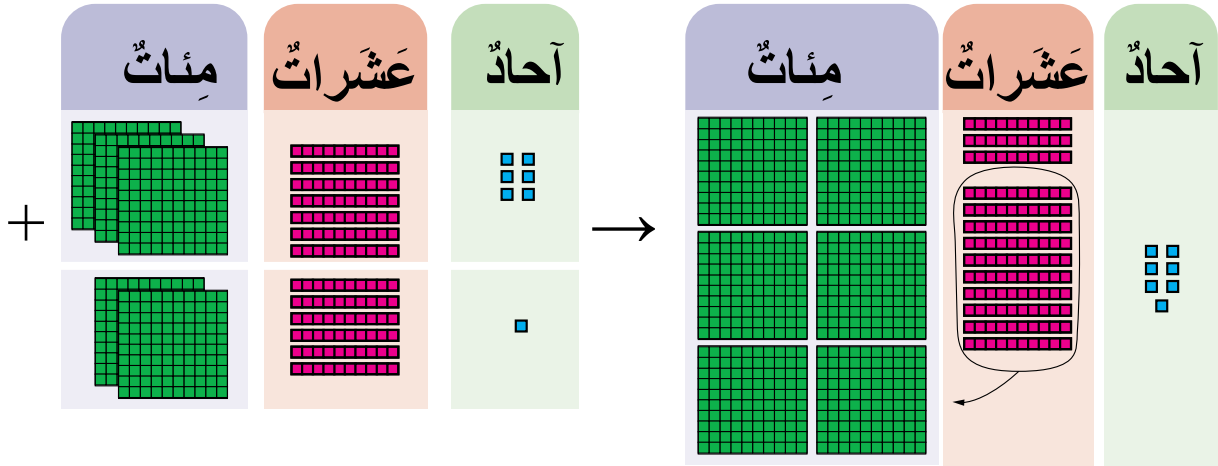 مِئاتٌ
عَشَراتٌ
آحادٌ
مِئاتٌ
عَشَراتٌ
آحادٌ
+
→